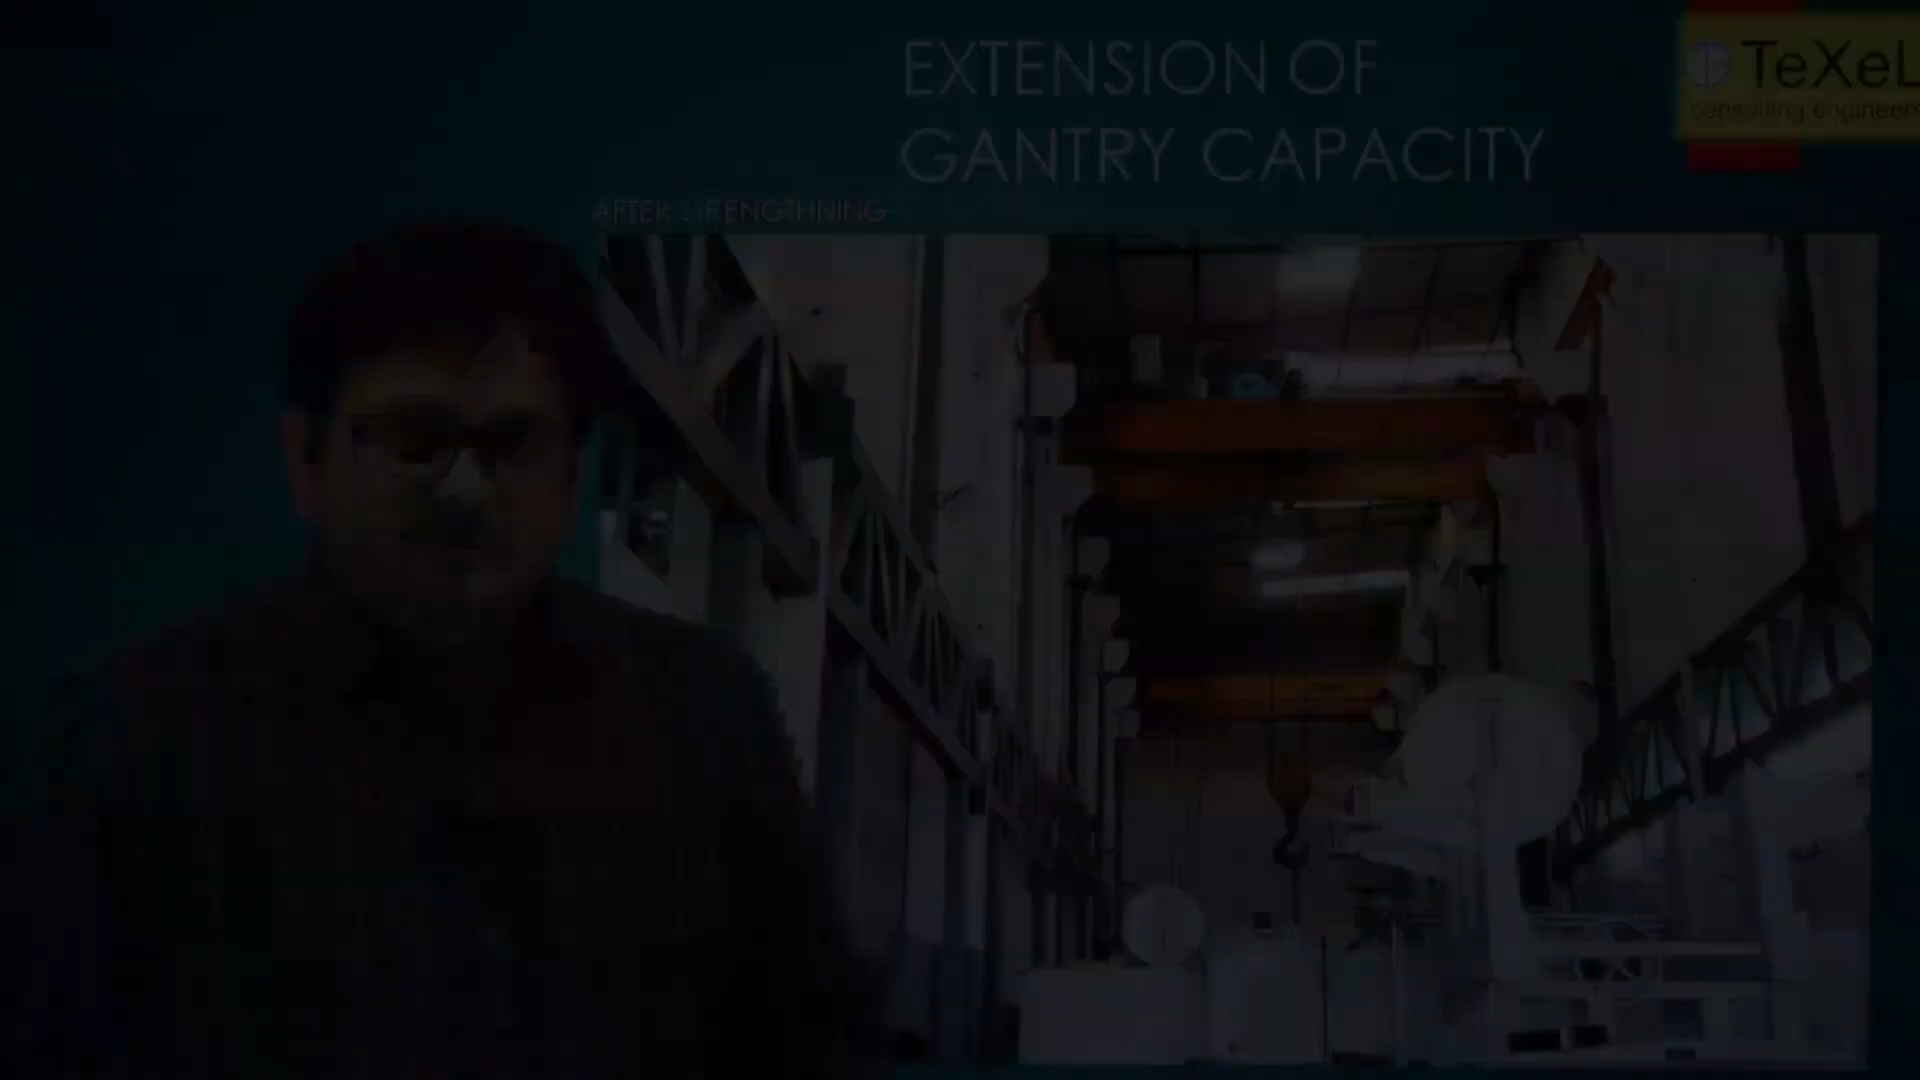 EXTENSION OF
GANTRY CAPACITY
TeXeL
consulting engineers
AFTER STRENGTHNING